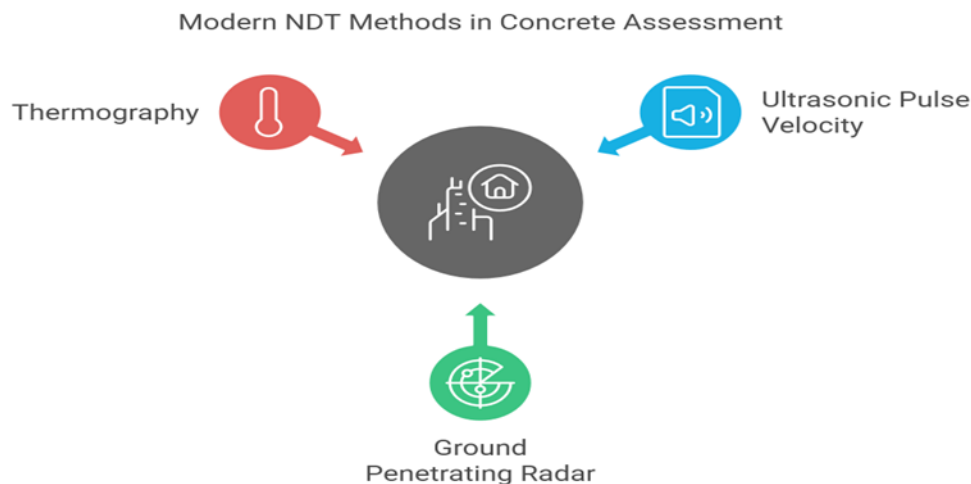 Modern NDT Methods in Concrete Assessment
Thermography
Ultrasonic Pulse
Velocity
Ground
Penetrating Radar